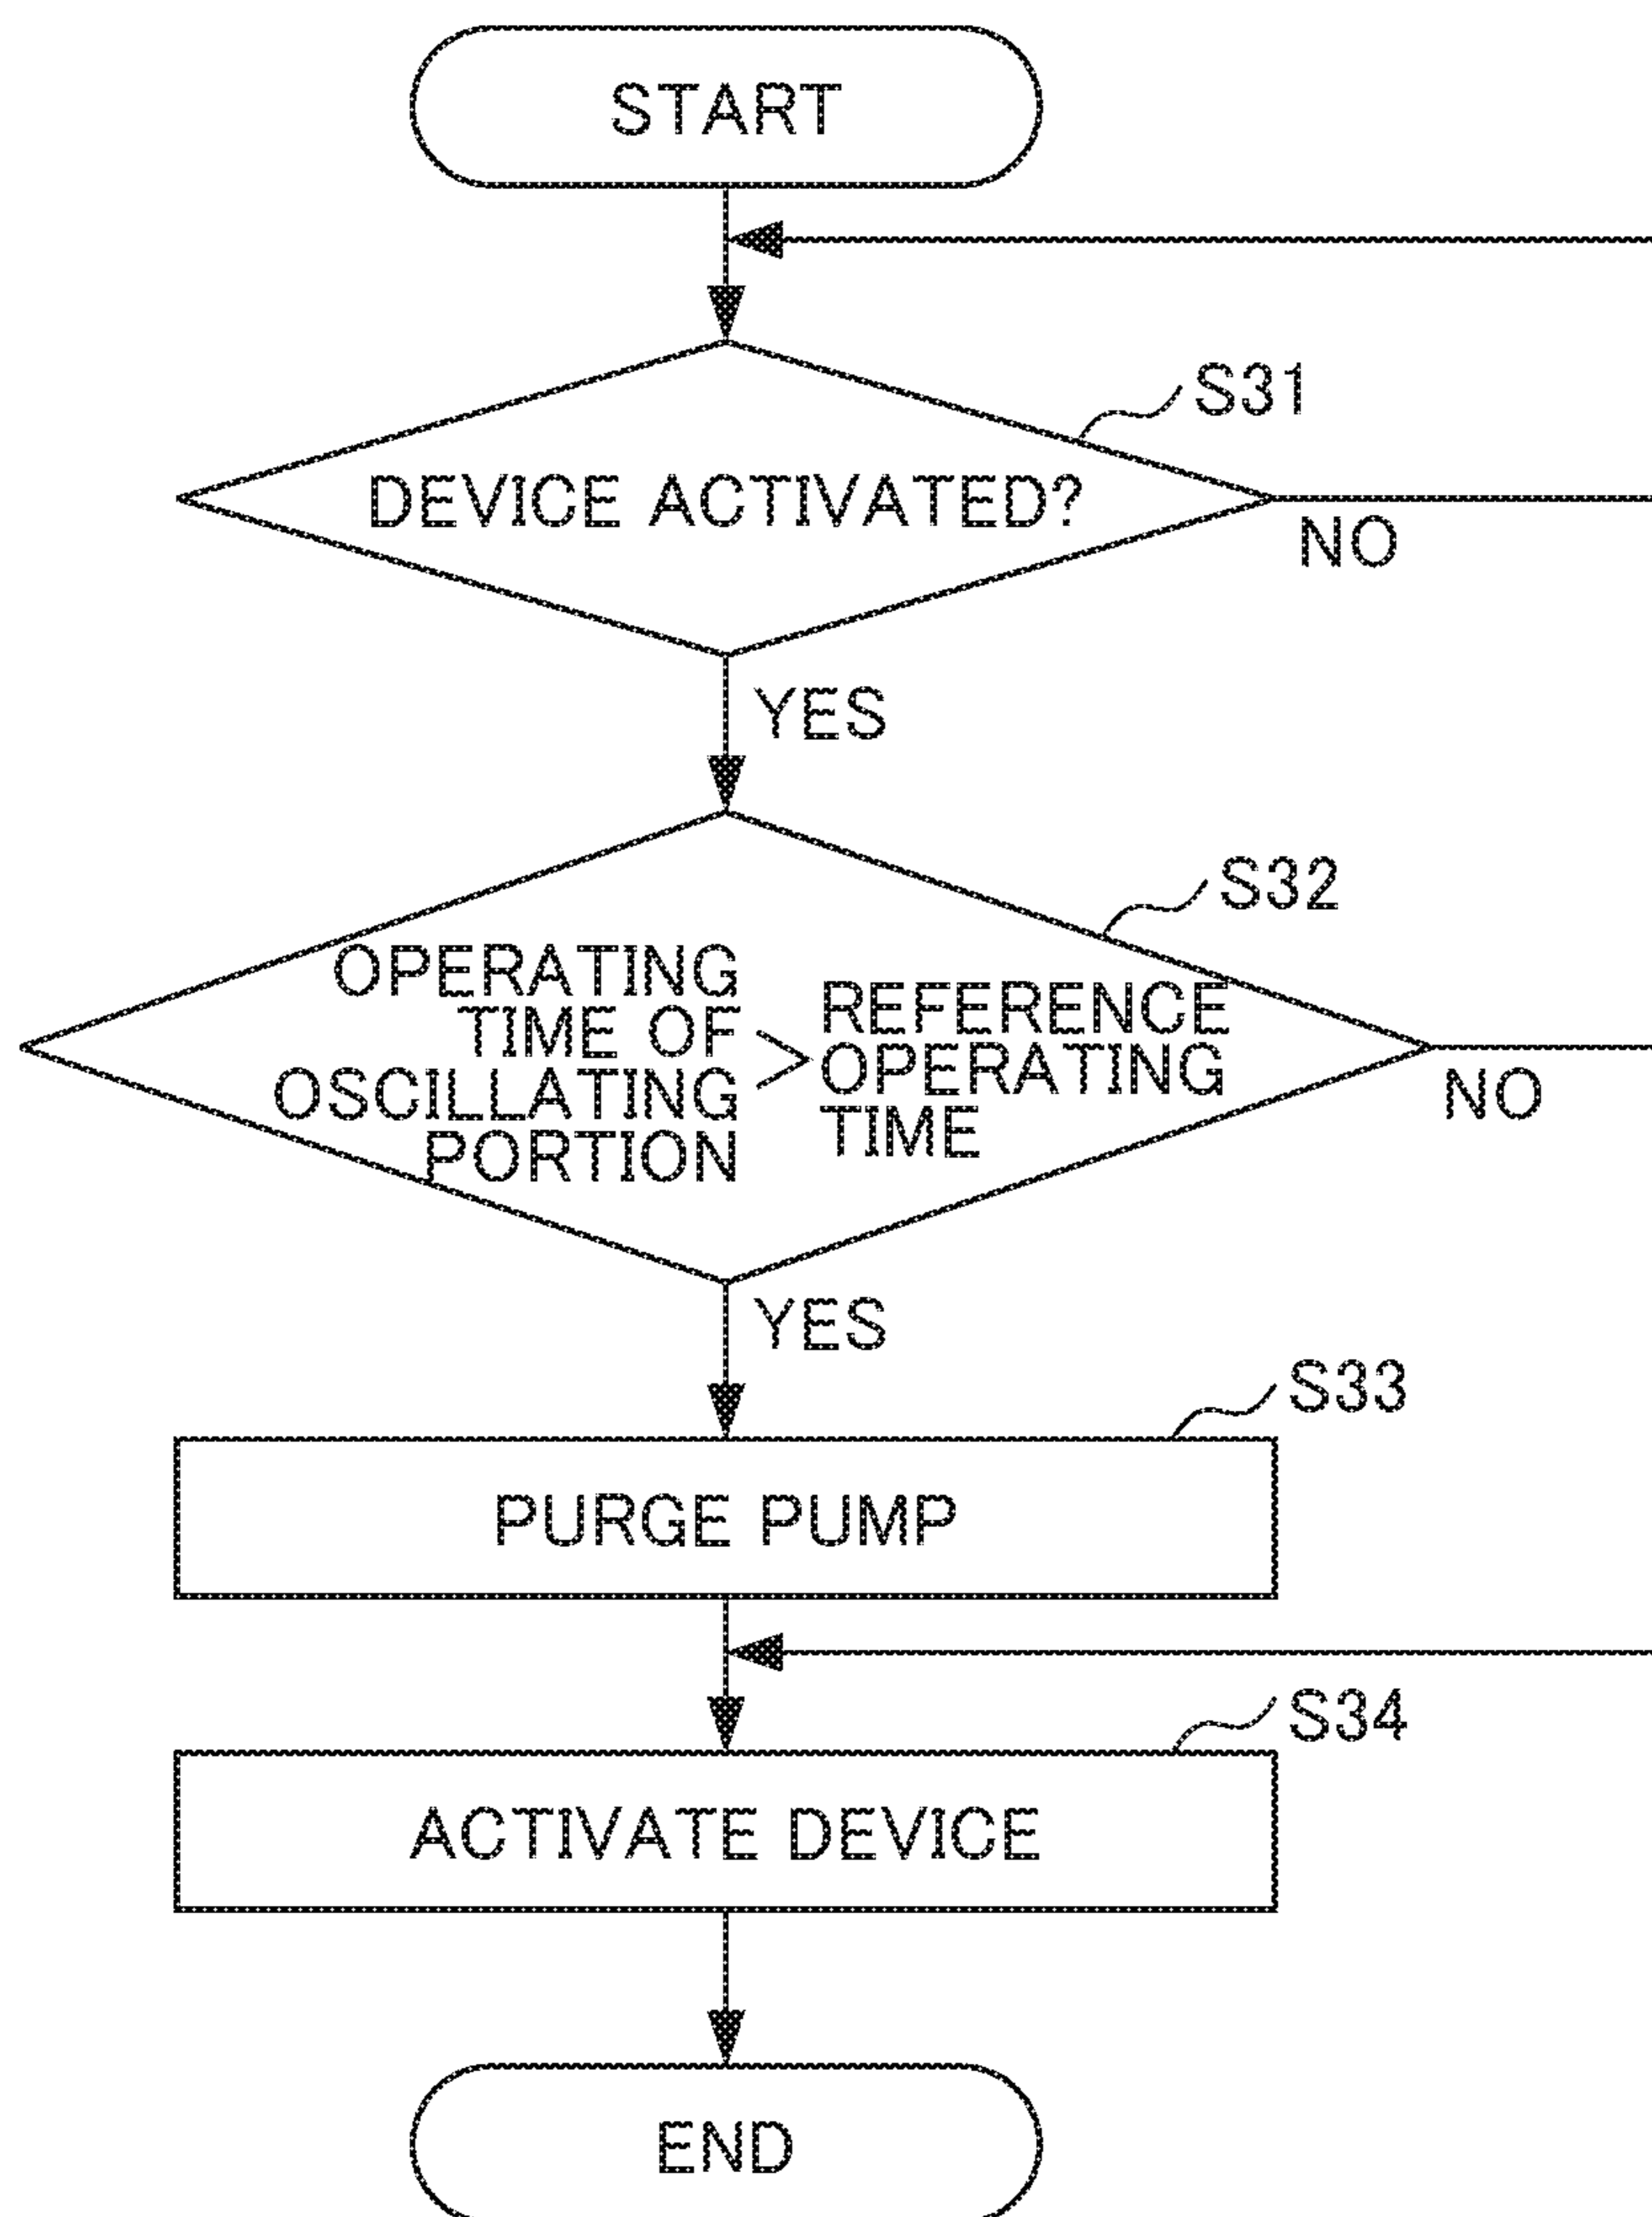 START
S31
DEVICE ACTIVATED?
NO
YES
S32
OPERATING
TIME OF
OSCILLATING
PORTION
>
REFERENCE
OPERATING
TIME
NO
YES
S33
PURGE PUMP
S34
ACTIVATE DEVICE
END